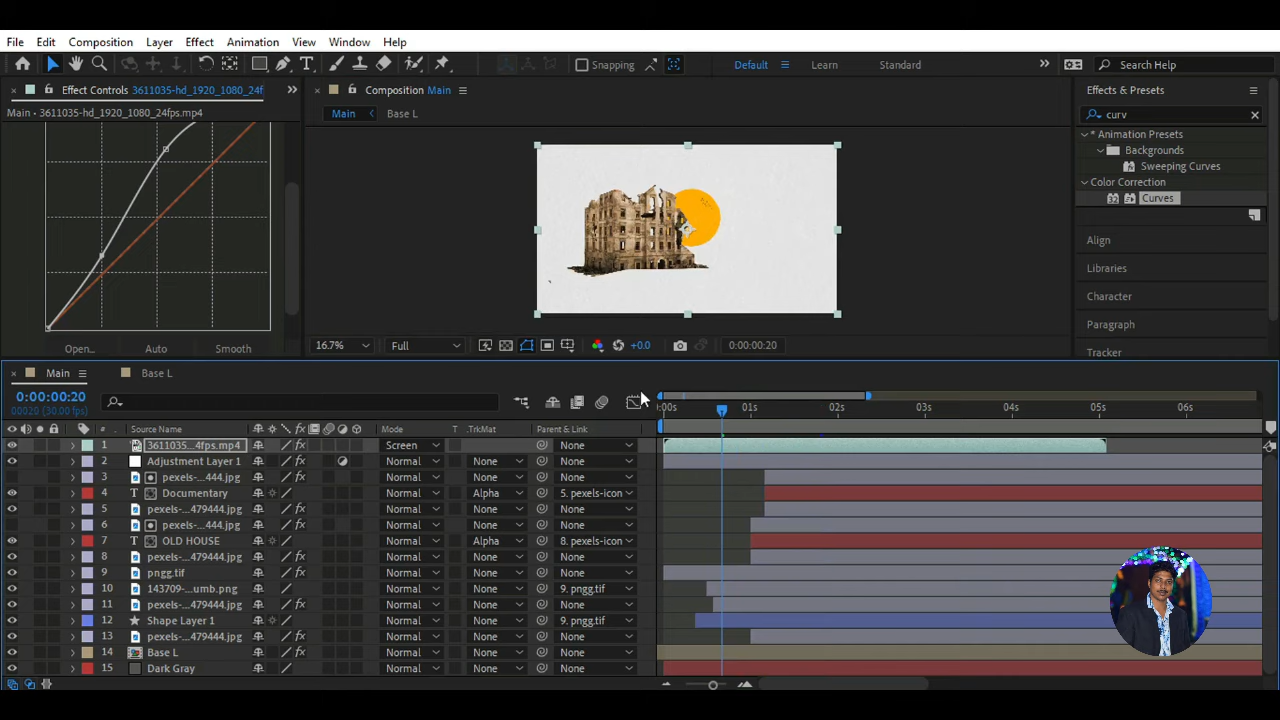 File Edit Composition Layer Effect Animation View Window Help
Snapping Default Learn Standard Search Help
Effect Controls 3611035-hd_1920_1080_24f
Main • 3611035-hd_1920_1080_24fps.mp4
Open... Auto Smooth
Composition Main
Main Base L
16.7% Full +0.0 0:00:00:20
Effects & Presets
curv
* Animation Presets
Backgrounds
Sweeping Curves
Color Correction
32 Curves
Align
Libraries
Character
Paragraph
Tracker
Main Base L
0:00:00:20
00020 (30.00 fps)
:00s 01s 02s 03s 04s 05s 06s
# Source Name Mode T .TrkMat Parent & Link
1 3611035...4fps.mp4 Screen None
2 Adjustment Layer 1 Normal None None
3 pexels-...444.jpg Normal None None
4 T Documentary Normal Alpha 5. pexels-icon
5 pexels-...479444.jpg Normal None None
6 pexels-...444.jpg Normal None None
7 T OLD HOUSE Normal Alpha 8. pexels-icon
8 pexels-...479444.jpg Normal None None
9 pngg.tif Normal None None
10 143709-...umb.png Normal None 9. pngg.tif
11 pexels-...479444.jpg Normal None None
12 Shape Layer 1 Normal None 9. pngg.tif
13 pexels-...479444.jpg Normal None None
14 Base L Normal None None
15 Dark Gray Normal None None